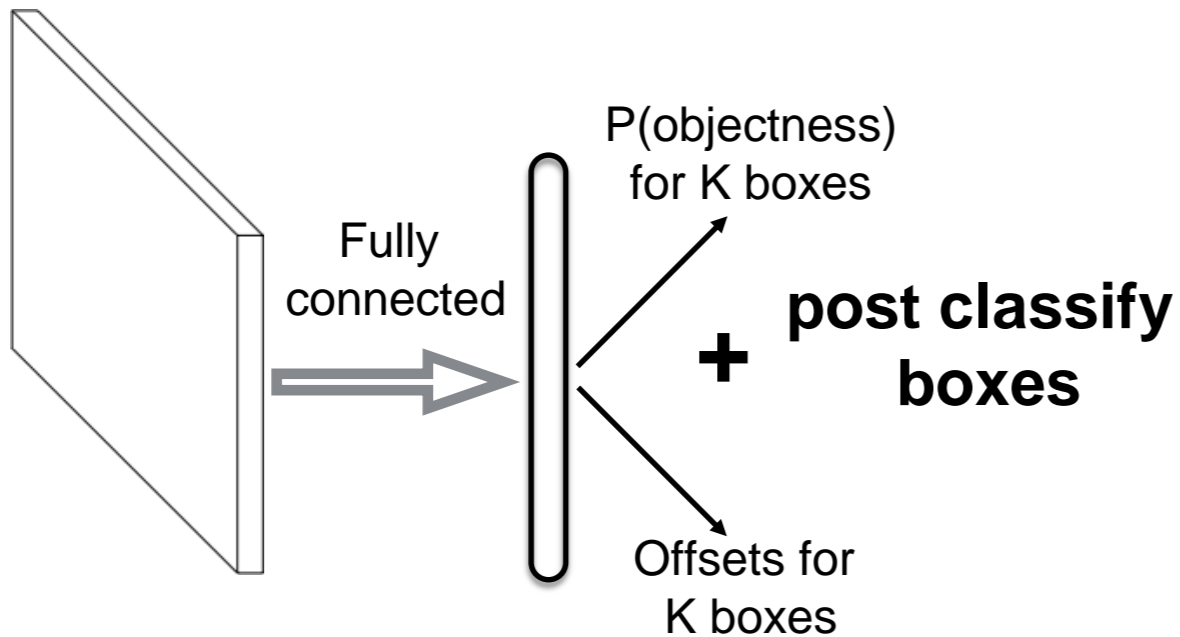 P(objectness)
for K boxes
Fully
connected
+
post classify
boxes
Offsets for
K boxes